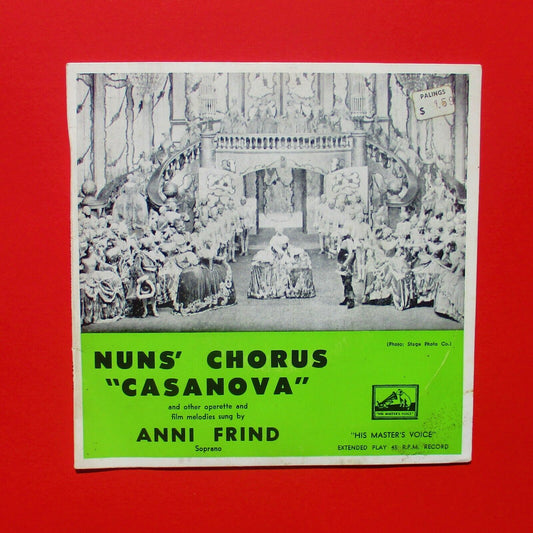 PALINGS
$ 1.69
(Photo: Stage Photo Co.)
NUNS' CHORUS
"CASANOVA"
and other operette and
film melodies sung by
ANNI FRIND
Soprano
"HIS MASTER'S VOICE"
"HIS MASTER'S VOICE"
EXTENDED PLAY 45 R.P.M. RECORD